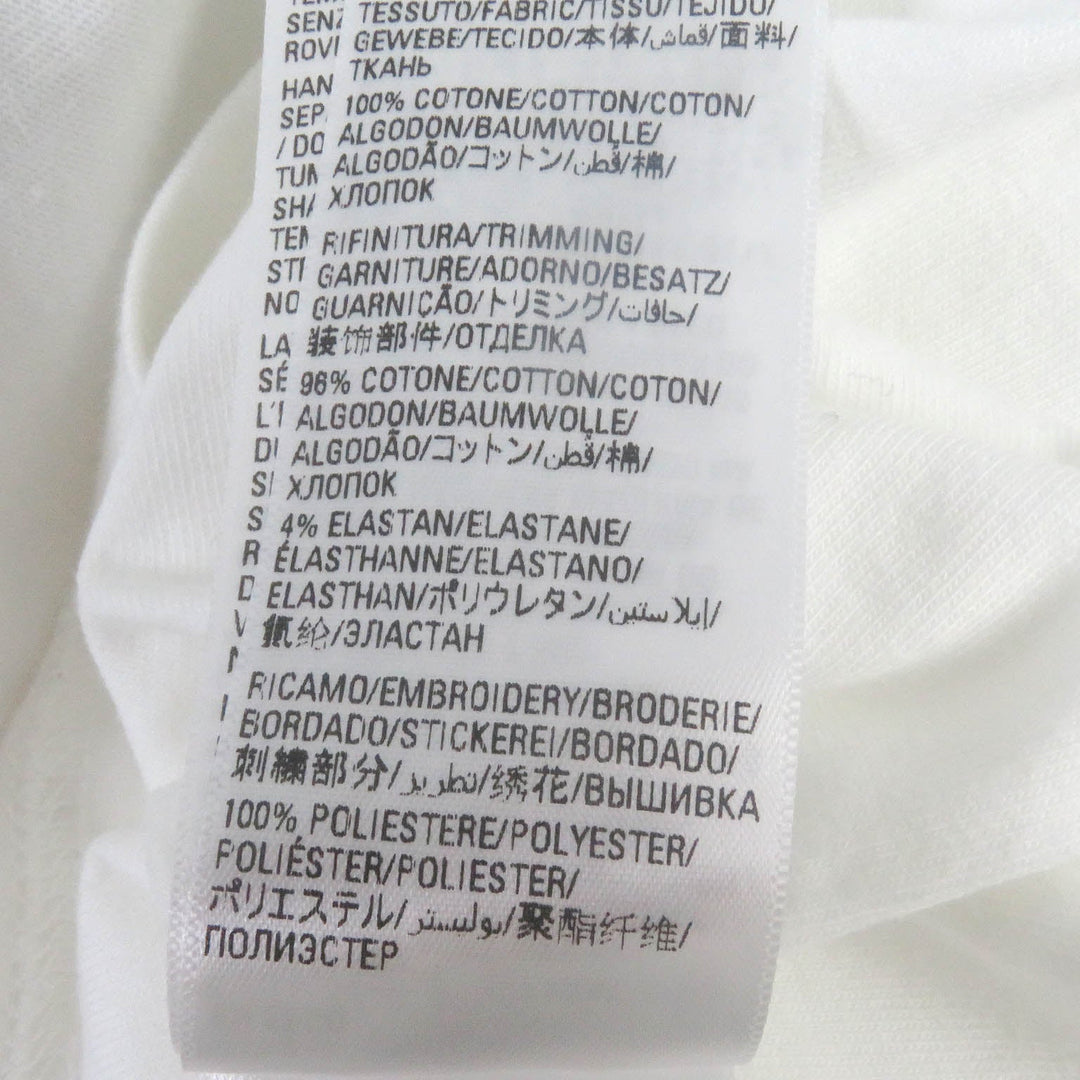 TESSUTO/FABRIC/TISSU/TEJIDO/
GEWEBE/TECIDO/本体/قماش/面料/
ТКАНЬ
100% COTONE/COTTON/COTON/
ALGODON/BAUMWOLLE/
ALGODÃO/コットン/قطن/棉/
ХЛОПОК
RIFINITURA/TRIMMING/
GARNITURE/ADORNO/BESATZ/
GUARNIÇÃO/トリミング/حافات/
装饰部件/ОТДЕЛКА
96% COTONE/COTTON/COTON/
ALGODON/BAUMWOLLE/
ALGODÃO/コットン/قطن/棉/
ХЛОПОК
4% ELASTAN/ELASTANE/
ÉLASTHANNE/ELASTANO/
ELASTHAN/ポリウレタン/إيلاستين/
氨纶/ЭЛАСТАН
RICAMO/EMBROIDERY/BRODERIE/
BORDADO/STICKEREI/BORDADO/
刺繍部分/تطريز/绣花/ВЫШИВКА
100% POLIESTERE/POLYESTER/
POLIÉSTER/POLIESTER/
ポリエステル/بوليستر/聚酯纤维/
ПОЛИЭСТЕР